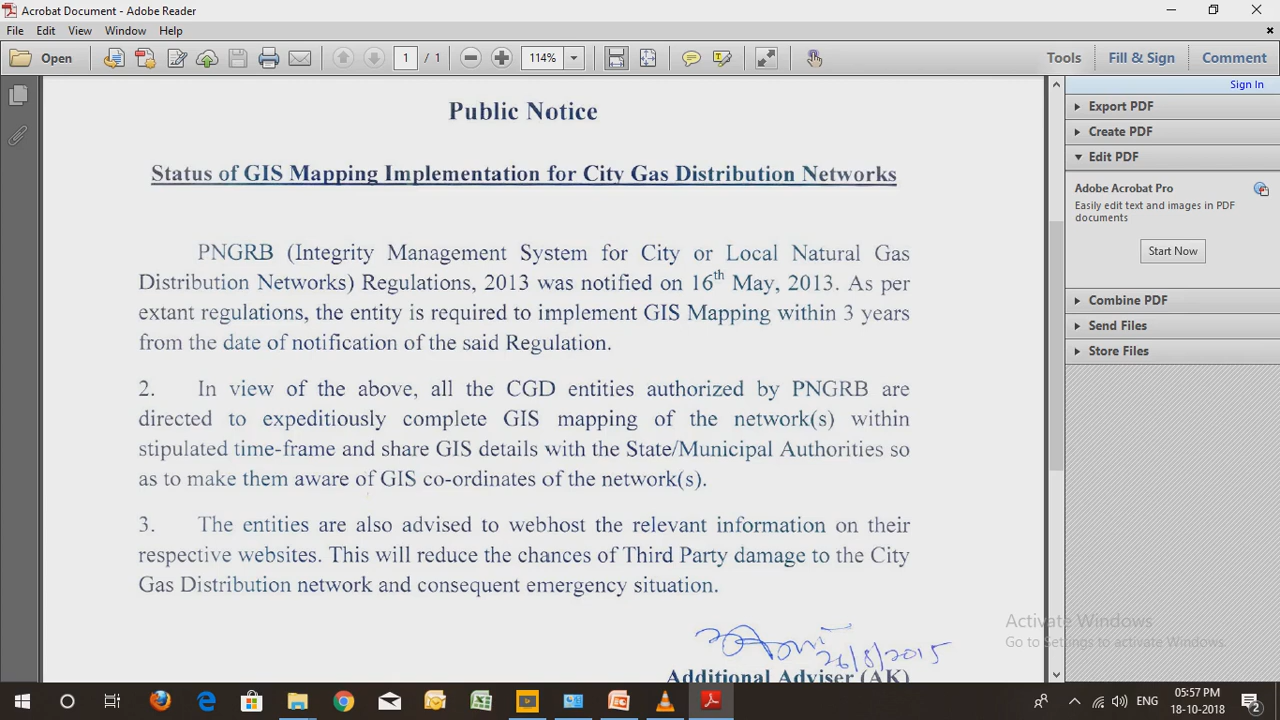 Acrobat Document - Adobe Reader
File Edit View Window Help
Open 1 / 1 114% Tools Fill & Sign Comment
Sign In
Public Notice
Status of GIS Mapping Implementation for City Gas Distribution Networks
PNGRB (Integrity Management System for City or Local Natural Gas
Distribution Networks) Regulations, 2013 was notified on 16th May, 2013. As per
extant regulations, the entity is required to implement GIS Mapping within 3 years
from the date of notification of the said Regulation.
2. In view of the above, all the CGD entities authorized by PNGRB are
directed to expeditiously complete GIS mapping of the network(s) within
stipulated time-frame and share GIS details with the State/Municipal Authorities so
as to make them aware of GIS co-ordinates of the network(s).
3. The entities are also advised to webhost the relevant information on their
respective websites. This will reduce the chances of Third Party damage to the City
Gas Distribution network and consequent emergency situation.
26/8/2015
Additional Adviser (AK)
Export PDF
Create PDF
Edit PDF
Adobe Acrobat Pro
Easily edit text and images in PDF
documents
Start Now
Combine PDF
Send Files
Store Files
Activate Windows
Go to Settings to activate Windows.
ENG
05:57 PM
18-10-2018
2